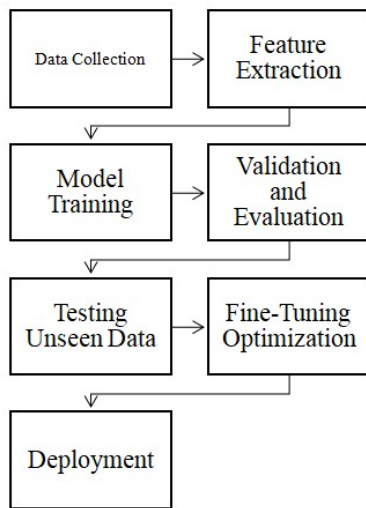 Data Collection
Feature
Extraction
Model
Training
Validation
and
Evaluation
Testing
Unseen Data
Fine-Tuning
Optimization
Deployment